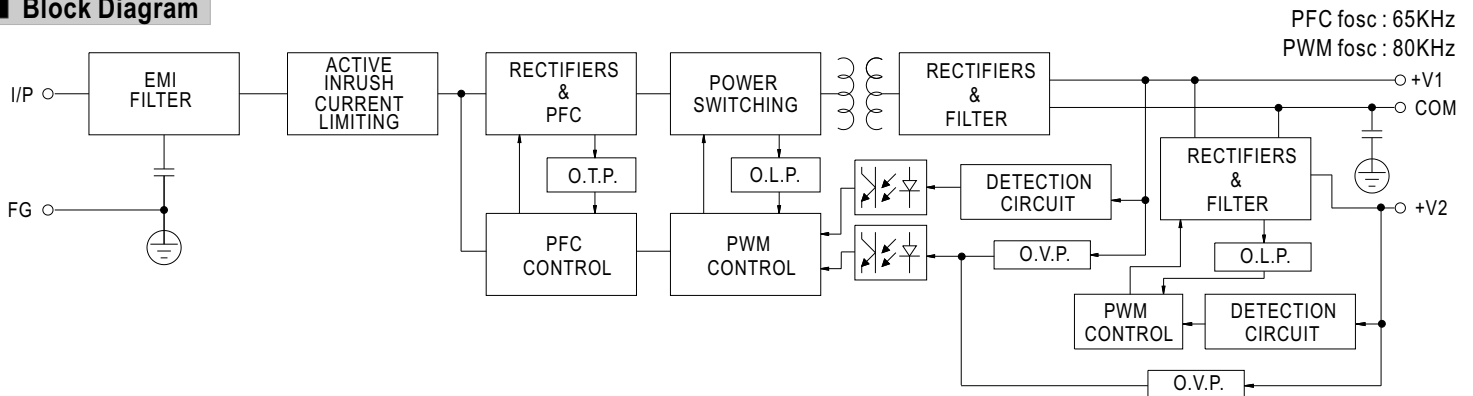 Block Diagram
PFC fosc : 65KHz
PWM fosc : 80KHz
I/P
EMI
FILTER
ACTIVE
INRUSH
CURRENT
LIMITING
RECTIFIERS
&
PFC
POWER
SWITCHING
RECTIFIERS
&
FILTER
+V1
COM
O.T.P.
O.L.P.
RECTIFIERS
&
FILTER
DETECTION
CIRCUIT
FG
+V2
PFC
CONTROL
PWM
CONTROL
O.V.P.
O.L.P.
PWM
CONTROL
DETECTION
CIRCUIT
O.V.P.